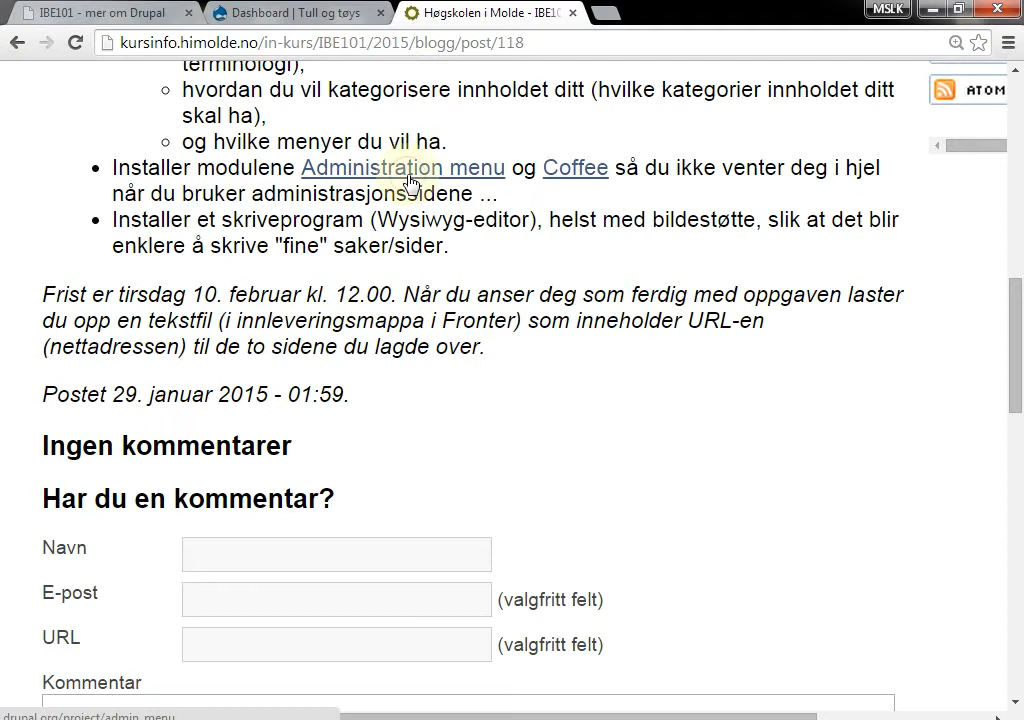 IBE101 - mer om Drupal
Dashboard | Tull og tøys
Høgskolen i Molde - IBE10
MSLK
kursinfo.himolde.no/in-kurs/IBE101/2015/blogg/post/118
terminologi),
hvordan du vil kategorisere innholdet ditt (hvilke kategorier innholdet ditt
skal ha),
og hvilke menyer du vil ha.
ATOM
Installer modulene Administration menu og Coffee så du ikke venter deg i hjel
når du bruker administrasjonssidene ...
Installer et skriveprogram (Wysiwyg-editor), helst med bildestøtte, slik at det blir
enklere å skrive "fine" saker/sider.
Frist er tirsdag 10. februar kl. 12.00. Når du anser deg som ferdig med oppgaven laster
du opp en tekstfil (i innleveringsmappa i Fronter) som inneholder URL-en
(nettadressen) til de to sidene du lagde over.
Postet 29. januar 2015 - 01:59.
Ingen kommentarer
Har du en kommentar?
Navn
E-post (valgfritt felt)
URL (valgfritt felt)
Kommentar
drupal.org/project/admin_menu